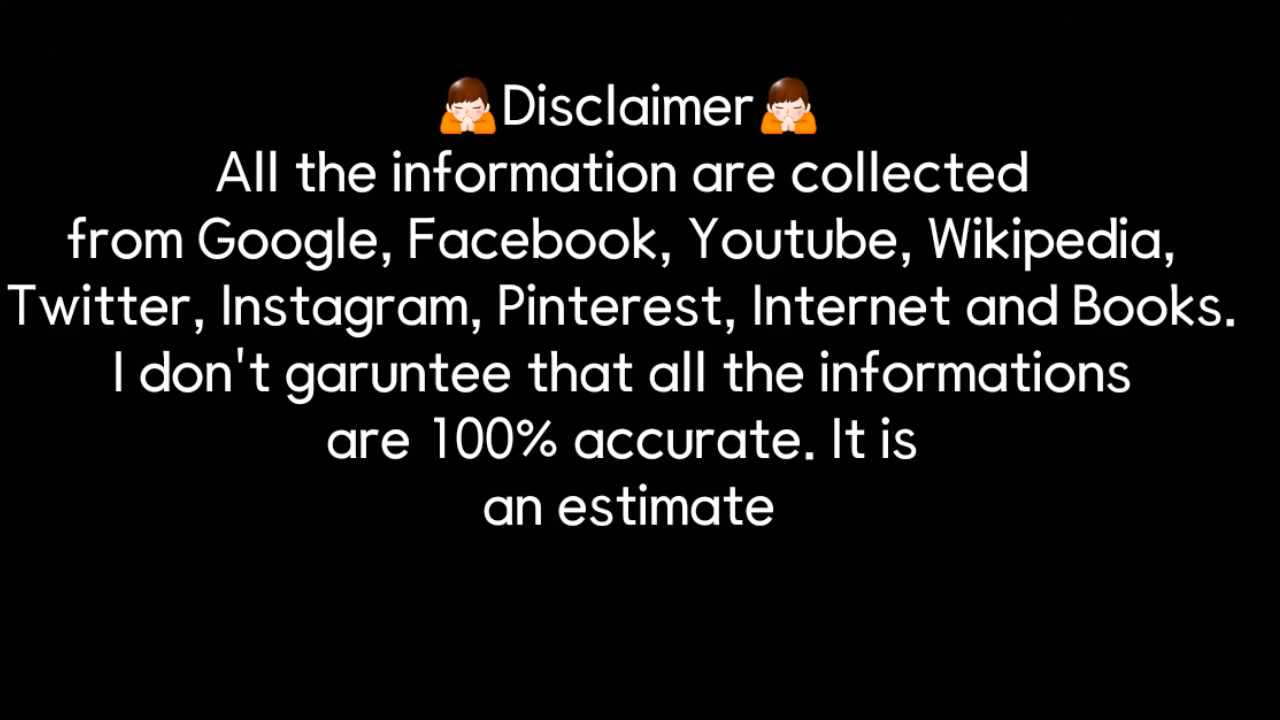 🙏Disclaimer🙏
All the information are collected
from Google, Facebook, Youtube, Wikipedia,
Twitter, Instagram, Pinterest, Internet and Books.
I don't garuntee that all the informations
are 100% accurate. It is
an estimate